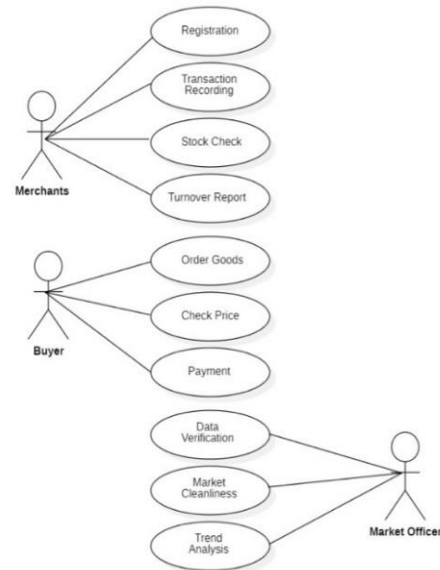 Registration
Transaction
Recording
Stock Check
Merchants
Turnover Report
Order Goods
Check Price
Buyer
Payment
Data
Verification
Market
Cleanliness
Market Officer
Trend
Analysis